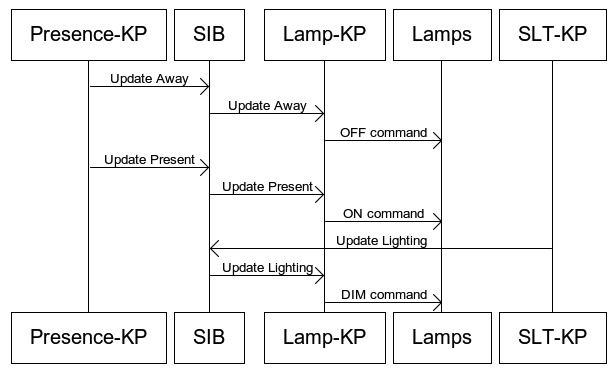 Presence-KP SIB Lamp-KP Lamps SLT-KP
Update Away
Update Away
OFF command
Update Present
Update Present
ON command
Update Lighting
Update Lighting
DIM command
Presence-KP SIB Lamp-KP Lamps SLT-KP